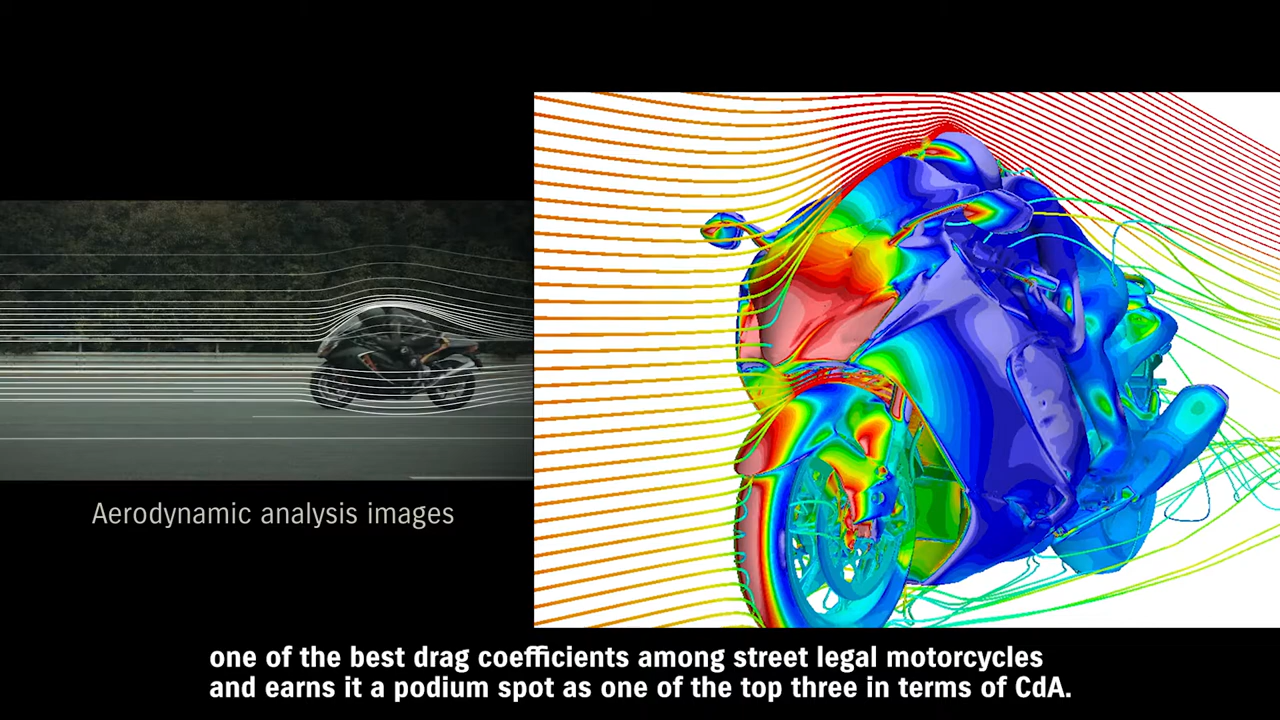 Aerodynamic analysis images
one of the best drag coefficients among street legal motorcycles
and earns it a podium spot as one of the top three in terms of CdA.